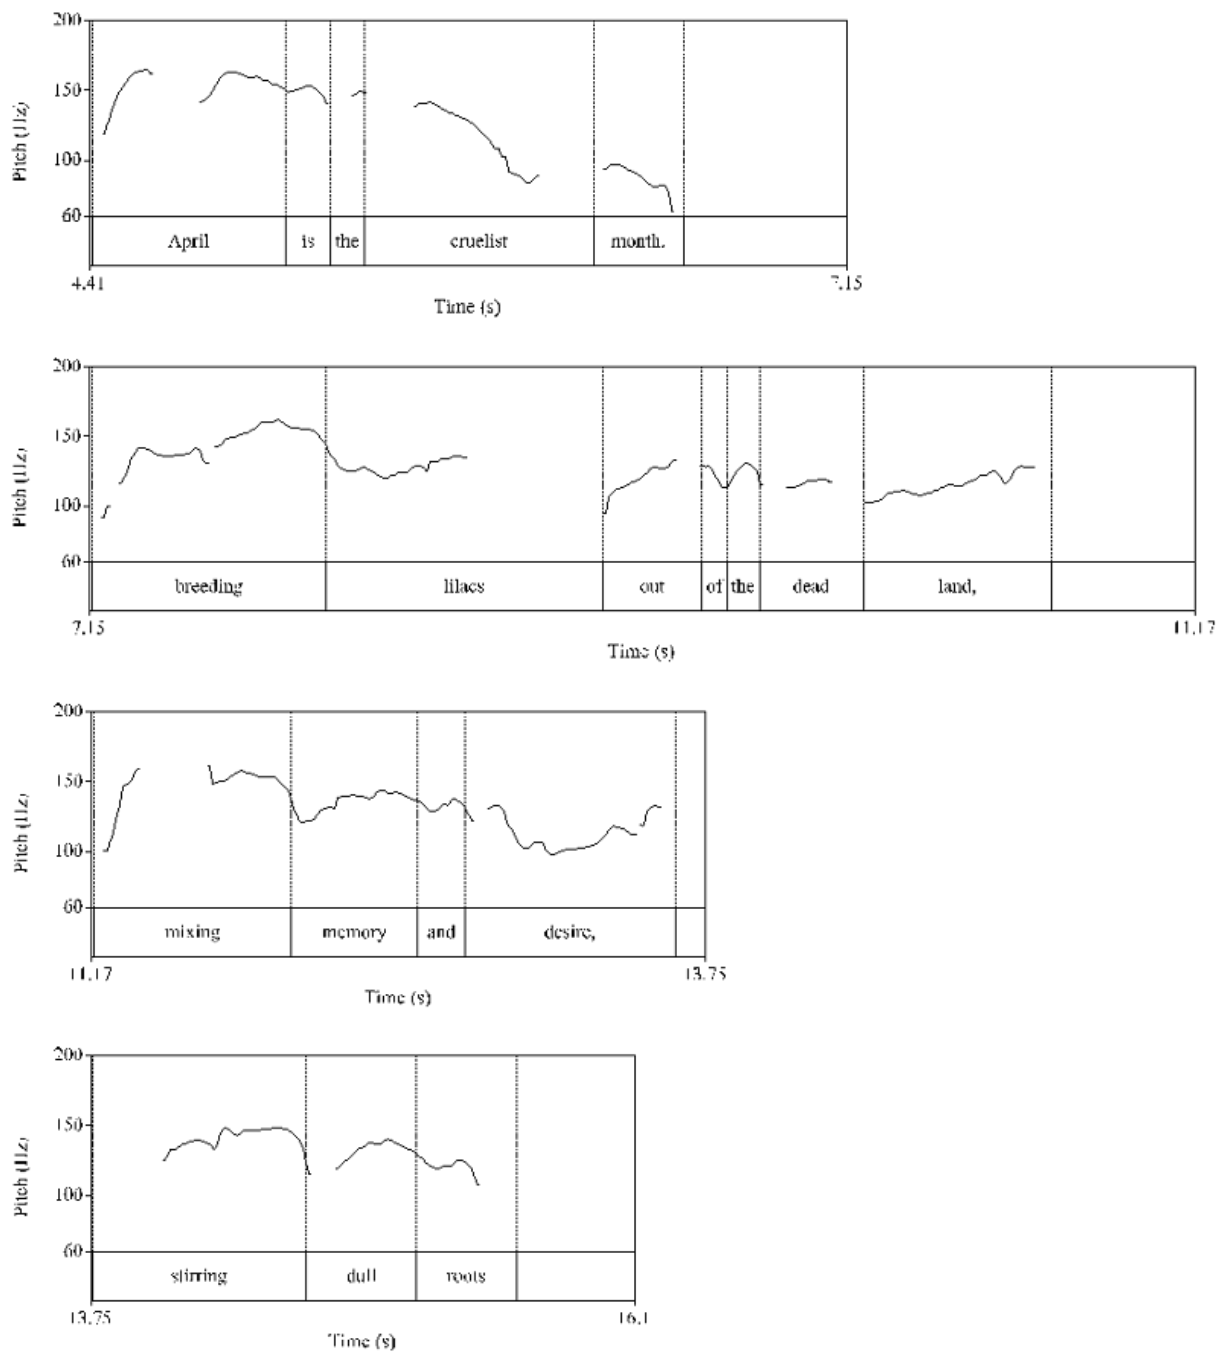 200
150
100
60
Pitch (Hz)
April is the cruelist month.
4.41 7.15
Time (s)
200
150
100
60
Pitch (Hz)
breeding lilacs out of the dead land,
7.15 11.17
Time (s)
200
150
100
60
Pitch (Hz)
mixing memory and desire,
11.17 13.75
Time (s)
200
150
100
60
Pitch (Hz)
stirring dull roots
13.75 16.1
Time (s)